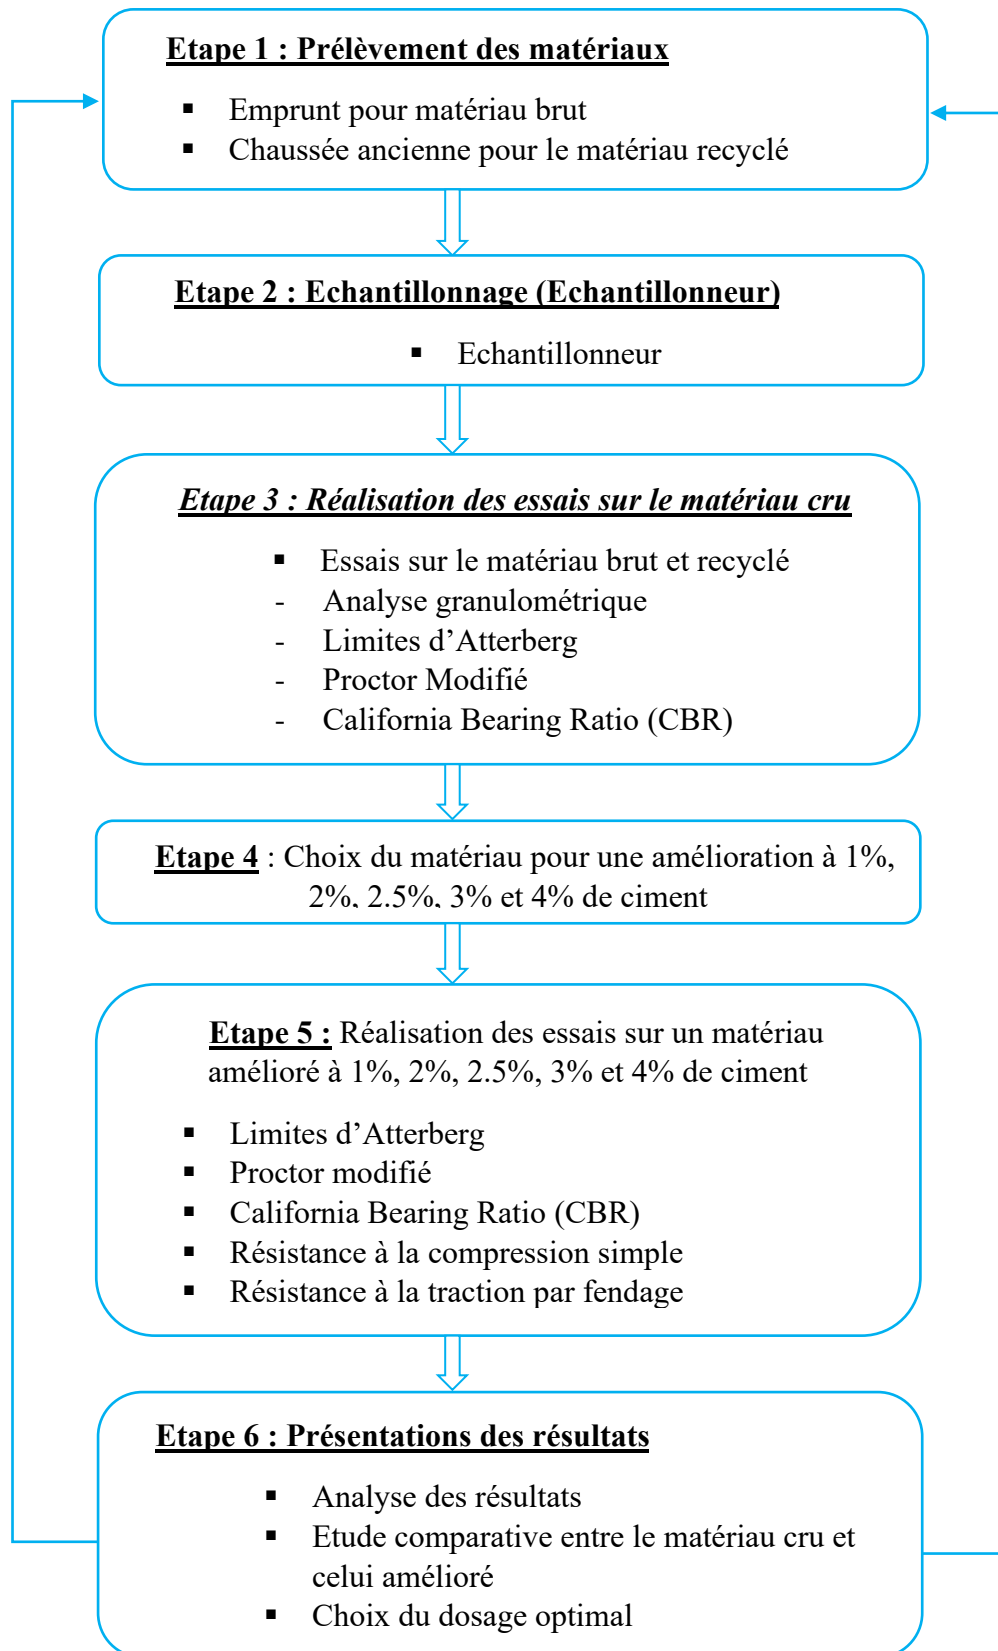 Etape 1 : Prélèvement des matériaux
▪ Emprunt pour matériau brut
▪ Chaussée ancienne pour le matériau recyclé
Etape 2 : Echantillonnage (Echantillonneur)
▪ Echantillonneur
Etape 3 : Réalisation des essais sur le matériau cru
▪ Essais sur le matériau brut et recyclé
- Analyse granulométrique
- Limites d’Atterberg
- Proctor Modifié
- California Bearing Ratio (CBR)
Etape 4 : Choix du matériau pour une amélioration à 1%,
2%, 2.5%, 3% et 4% de ciment
Etape 5 : Réalisation des essais sur un matériau
amélioré à 1%, 2%, 2.5%, 3% et 4% de ciment
▪ Limites d’Atterberg
▪ Proctor modifié
▪ California Bearing Ratio (CBR)
▪ Résistance à la compression simple
▪ Résistance à la traction par fendage
Etape 6 : Présentations des résultats
▪ Analyse des résultats
▪ Etude comparative entre le matériau cru et
celui amélioré
▪ Choix du dosage optimal